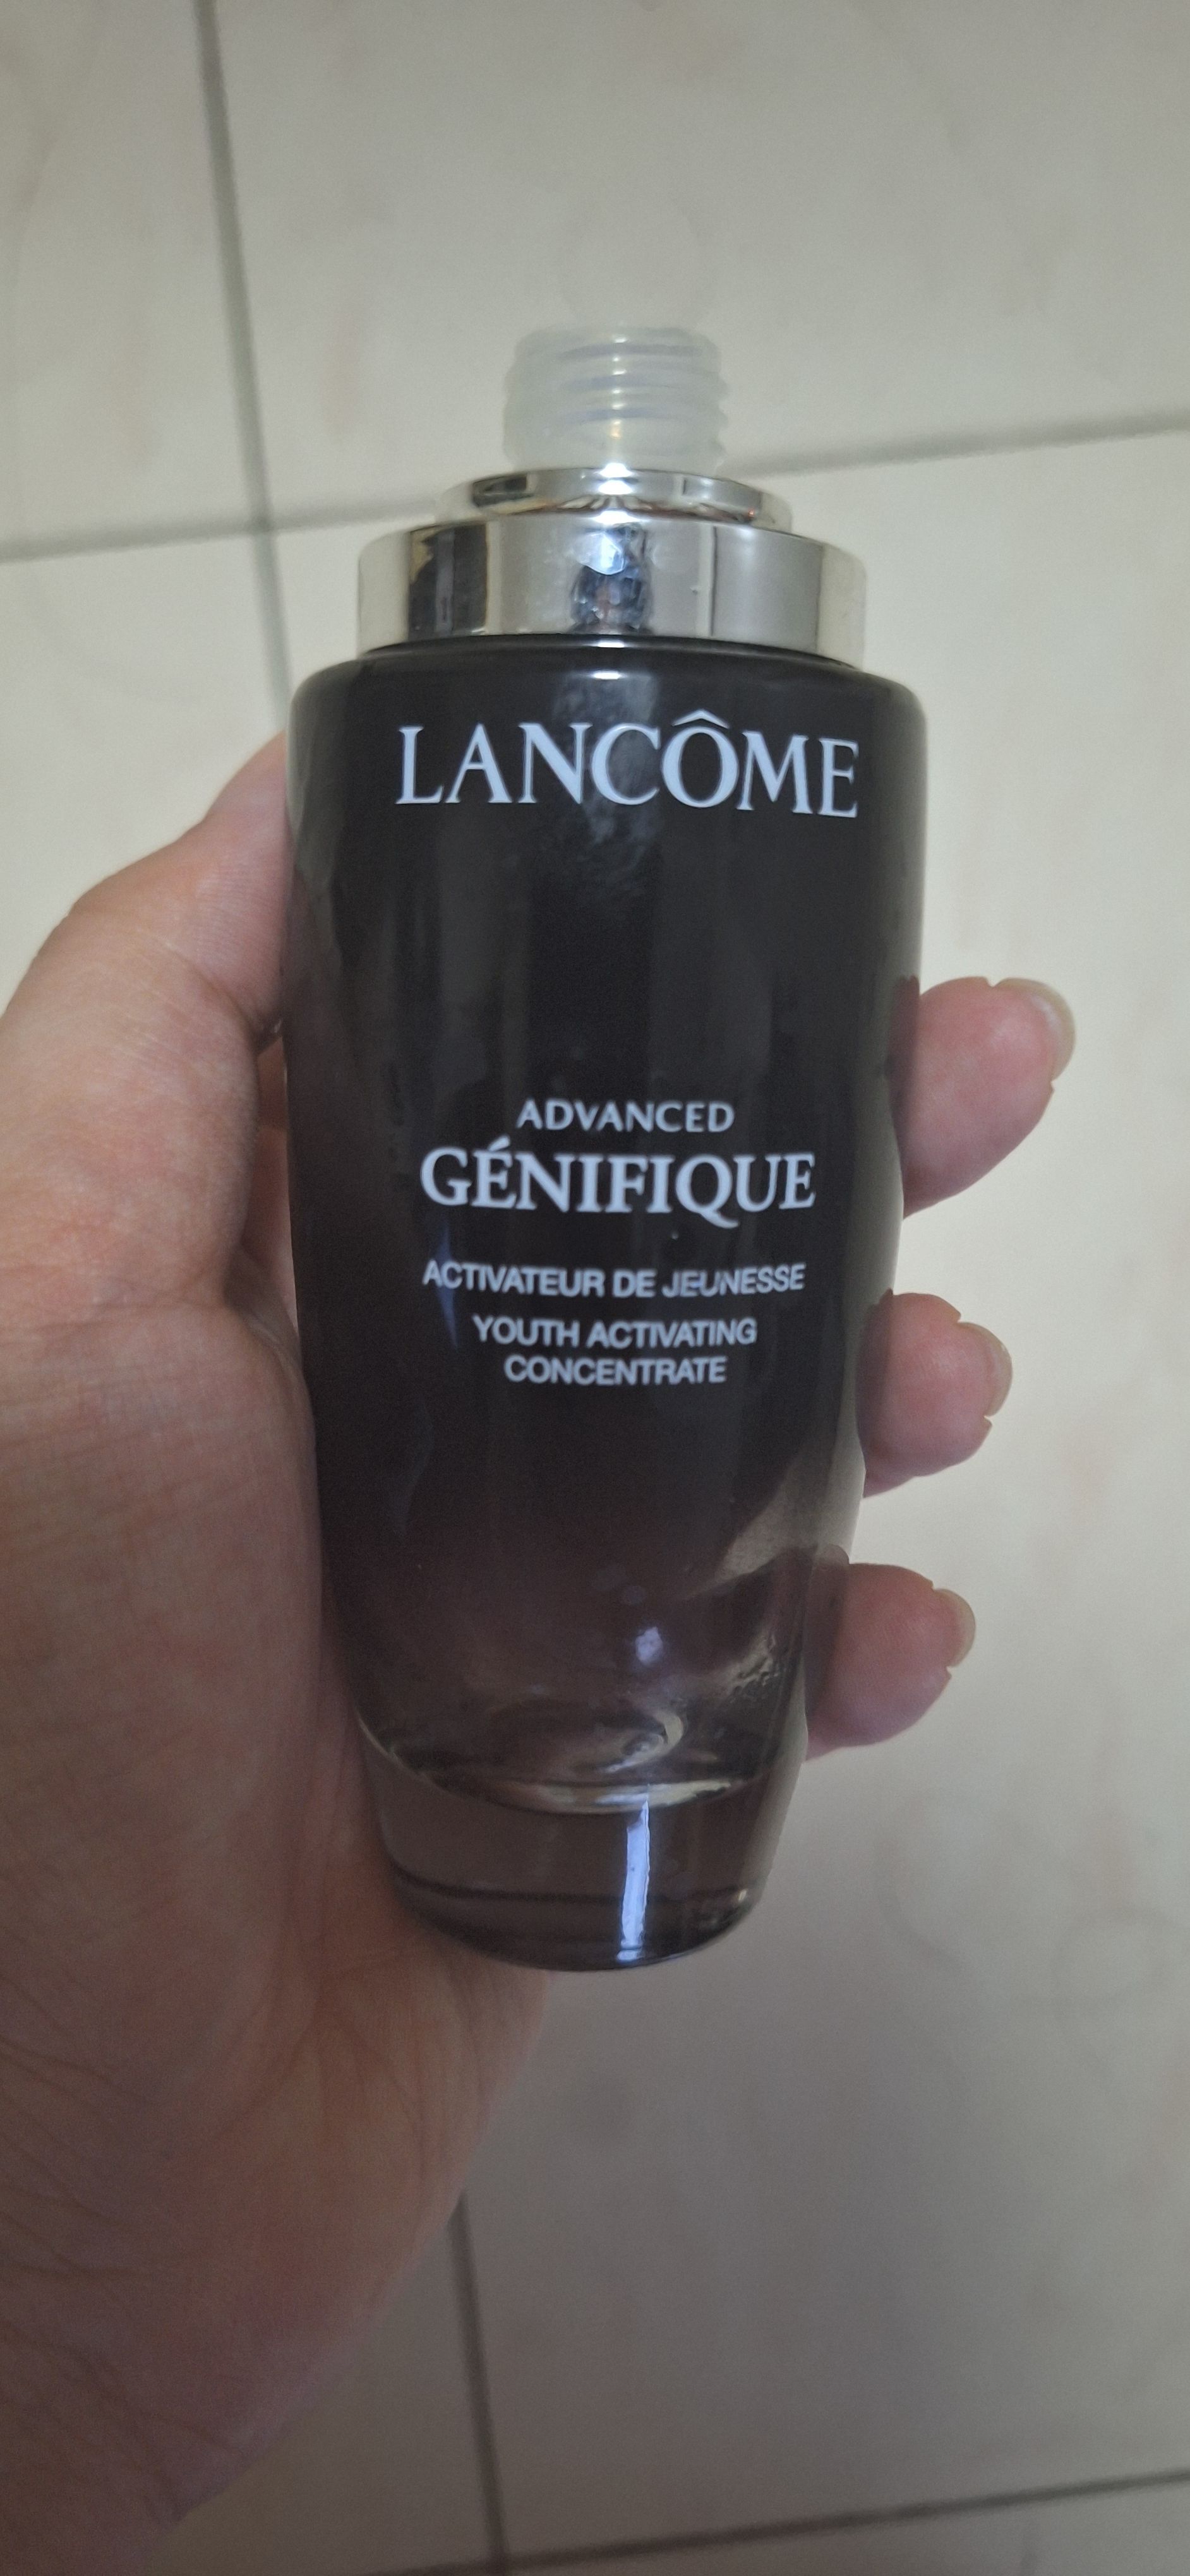 LANCÔME
ADVANCED
GÉNIFIQUE
ACTIVATEUR DE JEUNESSE
YOUTH ACTIVATING
CONCENTRATE